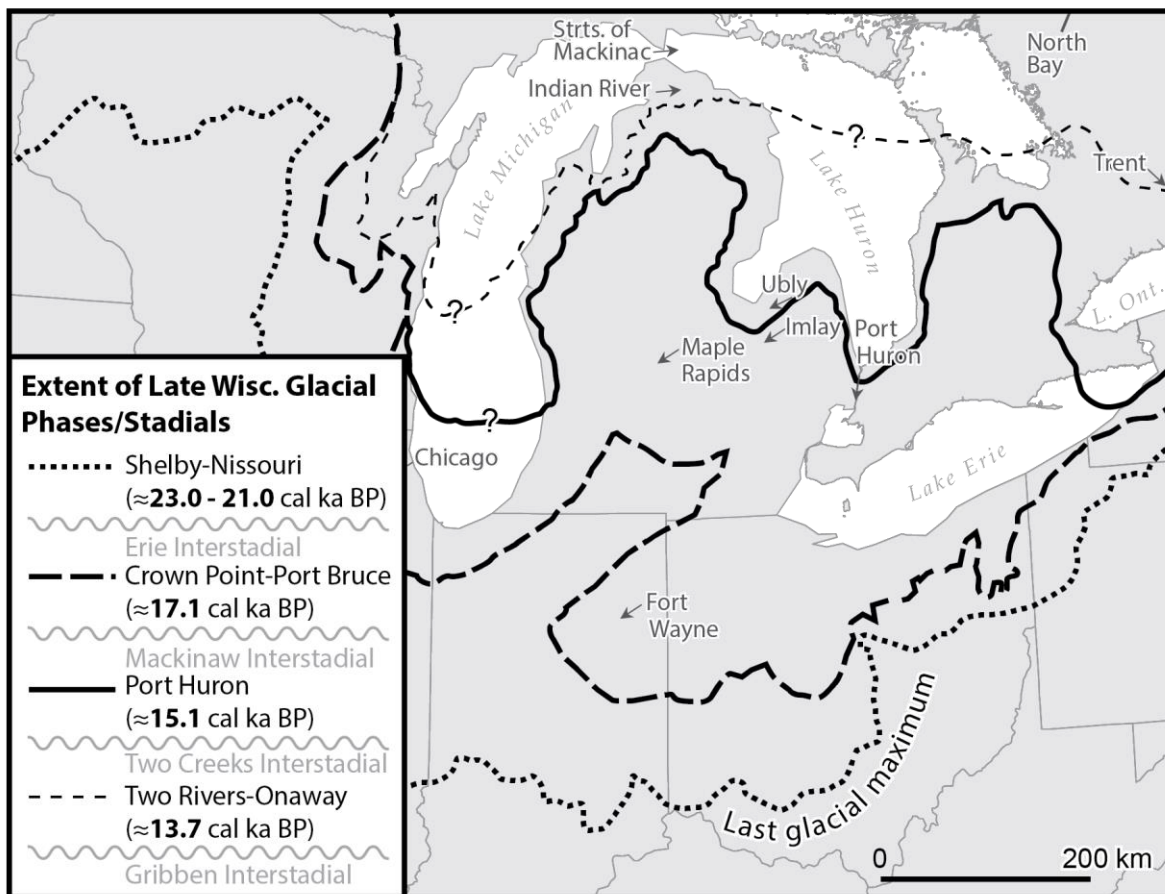 Strts. of
Mackinac
North
Bay
Indian River
Lake Michigan
?
Trent
Lake Huron
L. Ont.
Ubly
?
Imlay
Port
Huron
Maple
Rapids
?
Chicago
Lake Erie
Fort
Wayne
Last glacial maximum
0 200 km
Extent of Late Wisc. Glacial
Phases/Stadials
Shelby-Nissouri
(≈23.0 - 21.0 cal ka BP)
Erie Interstadial
Crown Point-Port Bruce
(≈17.1 cal ka BP)
Mackinaw Interstadial
Port Huron
(≈15.1 cal ka BP)
Two Creeks Interstadial
Two Rivers-Onaway
(≈13.7 cal ka BP)
Gribben Interstadial